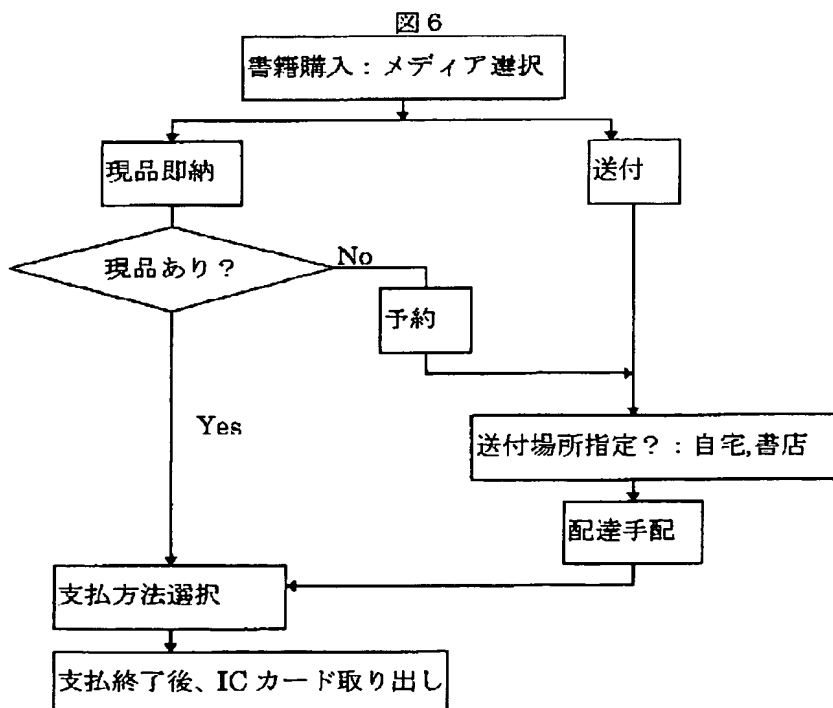 図6
書籍購入：メディア選択
現品即納
送付
現品あり？
No
予約
Yes
送付場所指定？：自宅,書店
配達手配
支払方法選択
支払終了後、ICカード取り出し